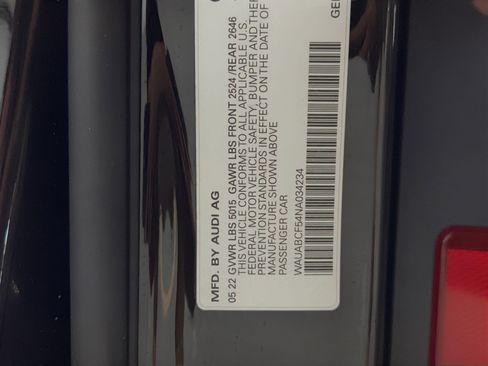 MFD. BY AUDI AG
05 22 GVWR LBS 5015 GAWR LBS FRONT 2524 /REAR 2646
THIS VEHICLE CONFORMS TO ALL APPLICABLE U.S.
FEDERAL MOTOR VEHICLE SAFETY, BUMPER AND THEF
PREVENTION STANDARDS IN EFFECT ON THE DATE OF
MANUFACTURE SHOWN ABOVE
PASSENGER CAR
WAUABCF54NA034234
GE